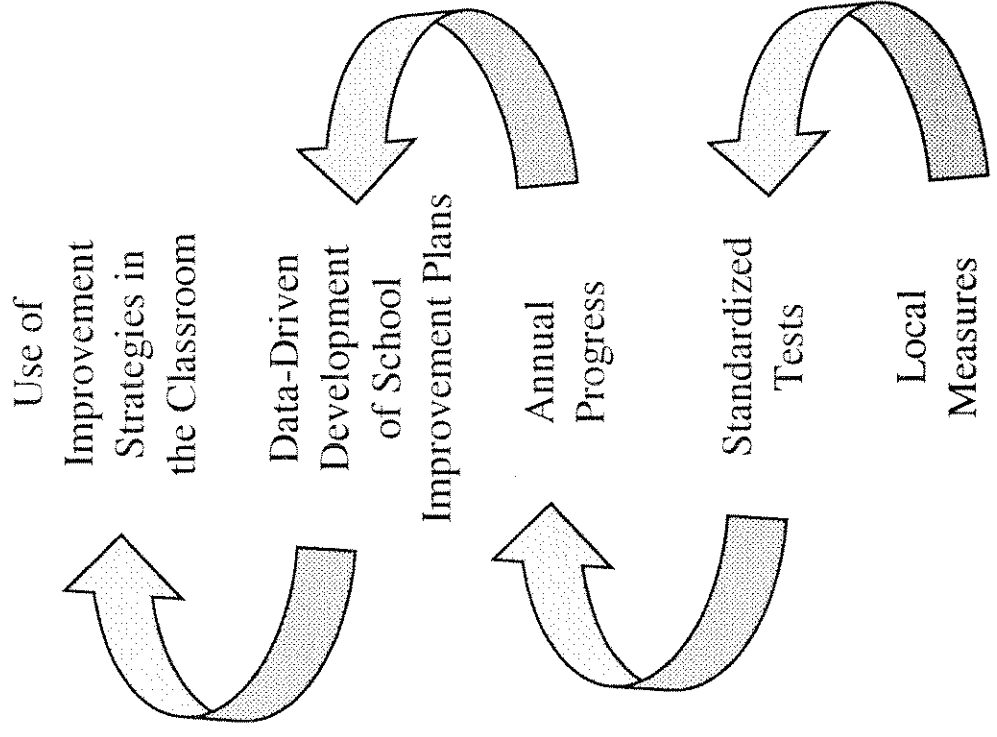 Use of
Improvement
Strategies in
the Classroom
Data-Driven
Development
of School
Improvement Plans
Annual
Progress
Standardized
Tests
Local
Measures